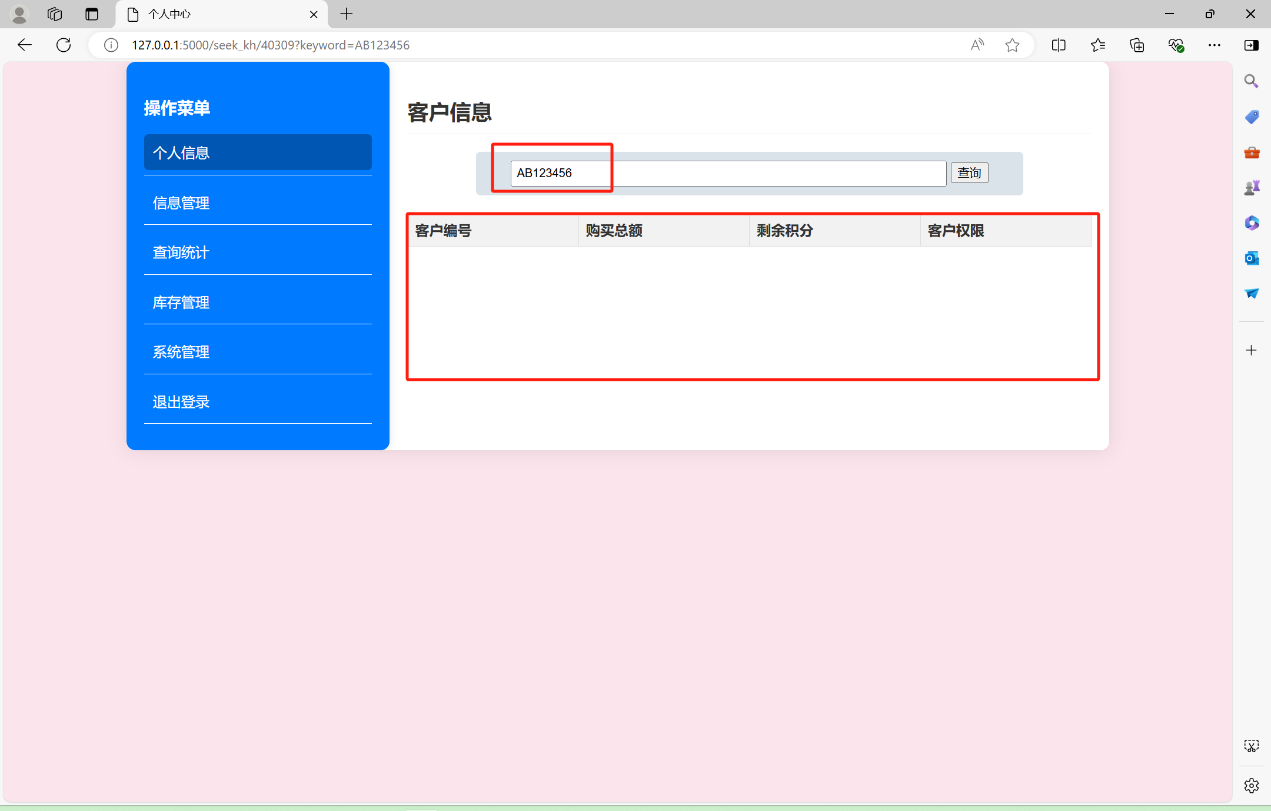 个人中心
127.0.0.1:5000/seek_kh/40309?keyword=AB123456
操作菜单
个人信息
信息管理
查询统计
库存管理
系统管理
退出登录
客户信息
AB123456 查询
客户编号 购买总额 剩余积分 客户权限